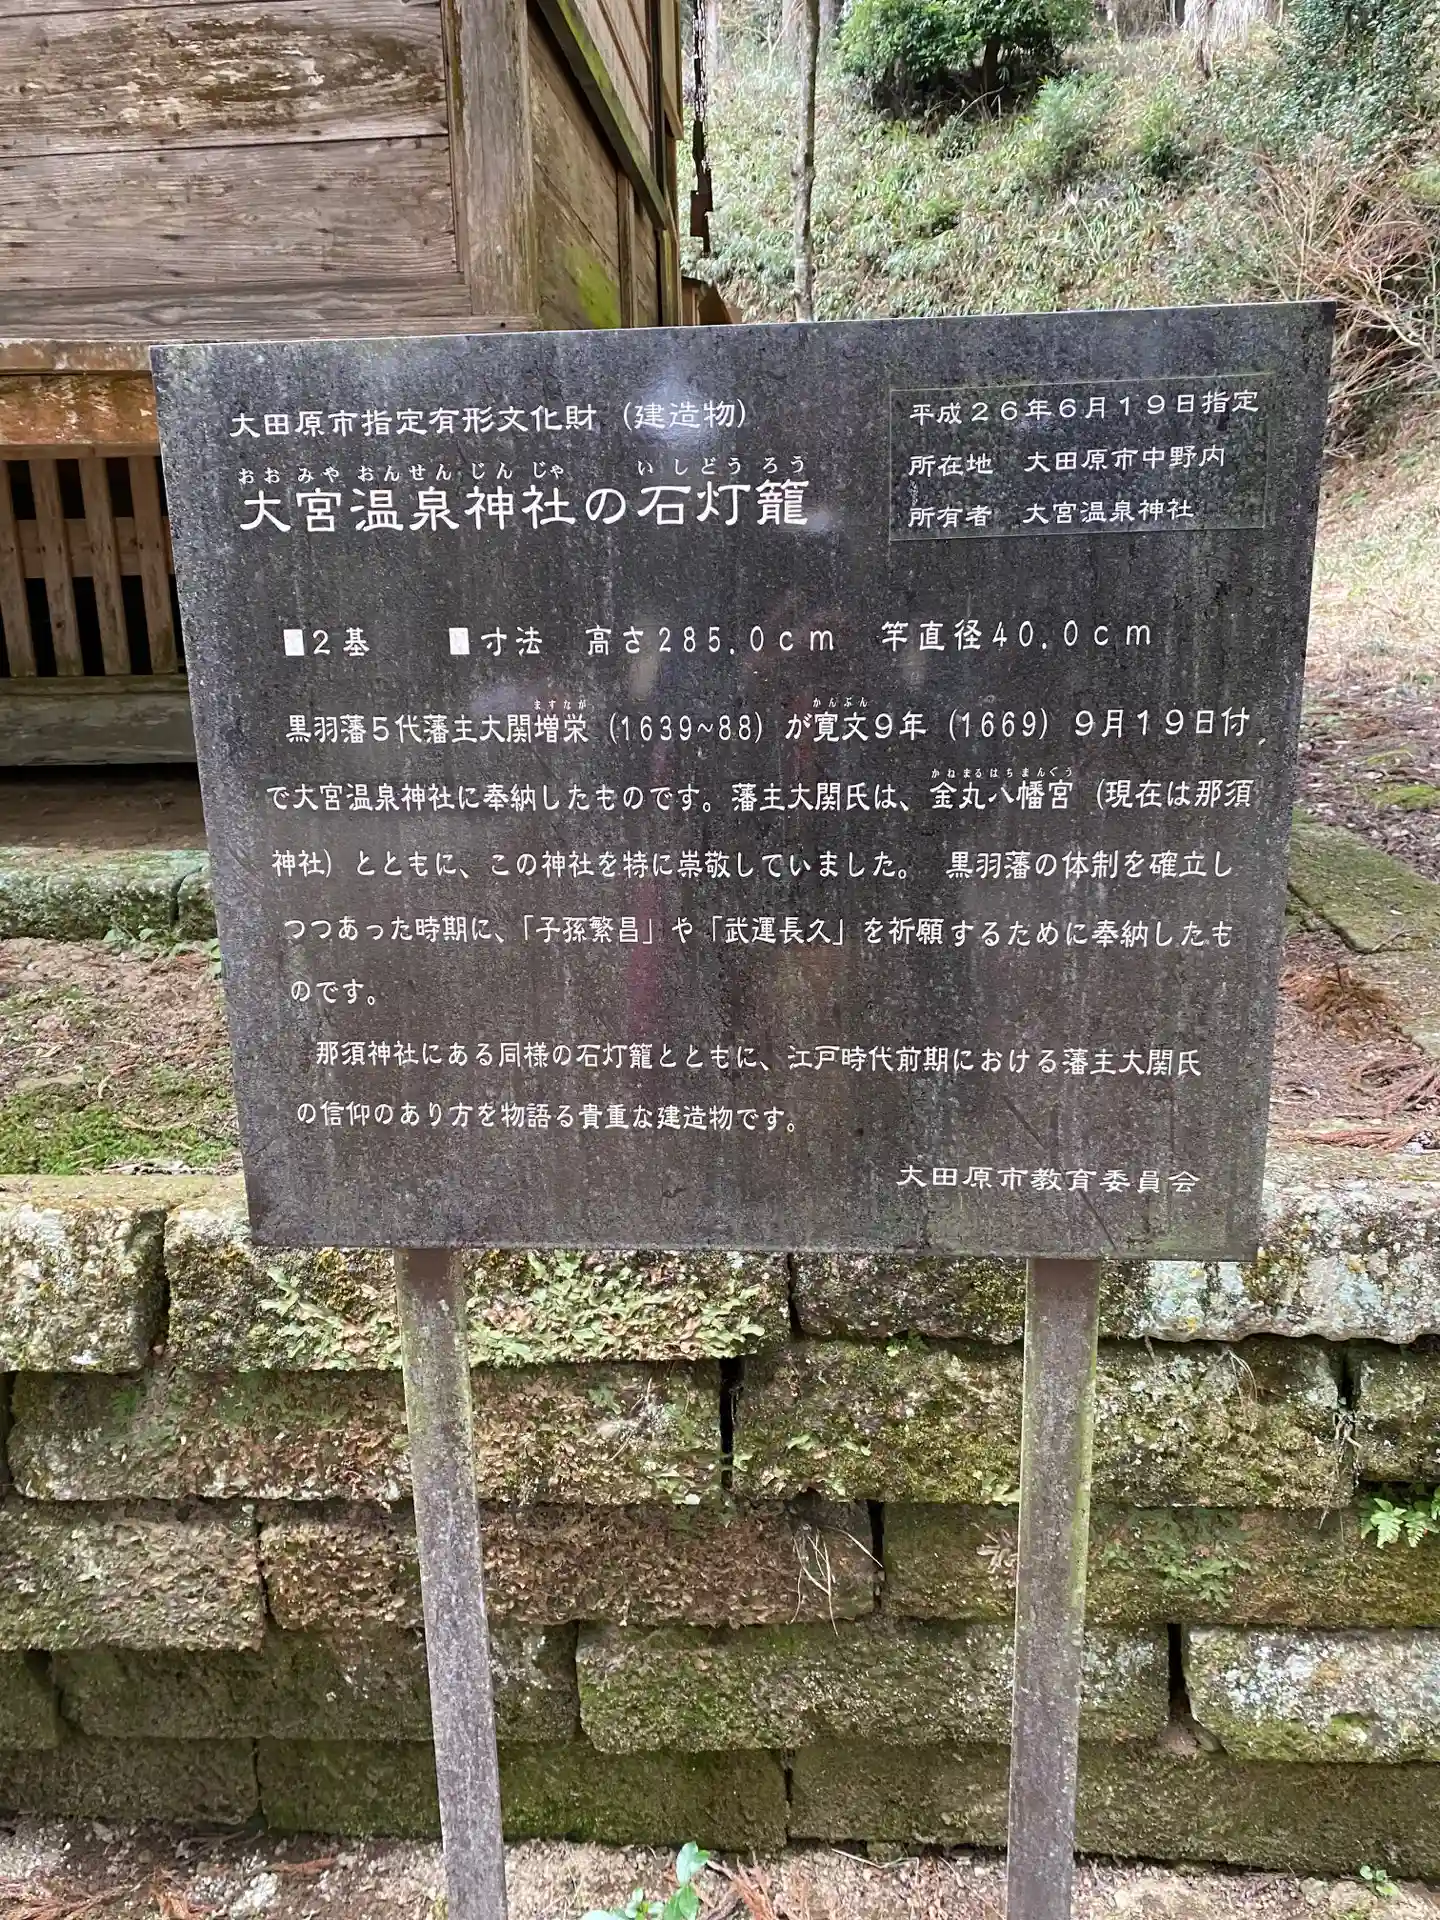 大田原市指定有形文化財（建造物）
おおみやおんせんじんじゃ　いしどうろう
大宮温泉神社の石灯籠
平成２６年６月１９日指定
所在地　大田原市中野内
所有者　大宮温泉神社
■２基　■寸法　高さ285.0cm　竿直径40.0cm
ますなが　かんぶん
黒羽藩５代藩主大関増栄（1639~88）が寛文９年（1669）９月１９日付
かねまるはちまんぐう
で大宮温泉神社に奉納したものです。藩主大関氏は、金丸八幡宮（現在は那須
神社）とともに、この神社を特に崇敬していました。　黒羽藩の体制を確立し
つつあった時期に、「子孫繁昌」や「武運長久」を祈願するために奉納したも
のです。
那須神社にある同様の石灯籠とともに、江戸時代前期における藩主大関氏
の信仰のあり方を物語る貴重な建造物です。
大田原市教育委員会